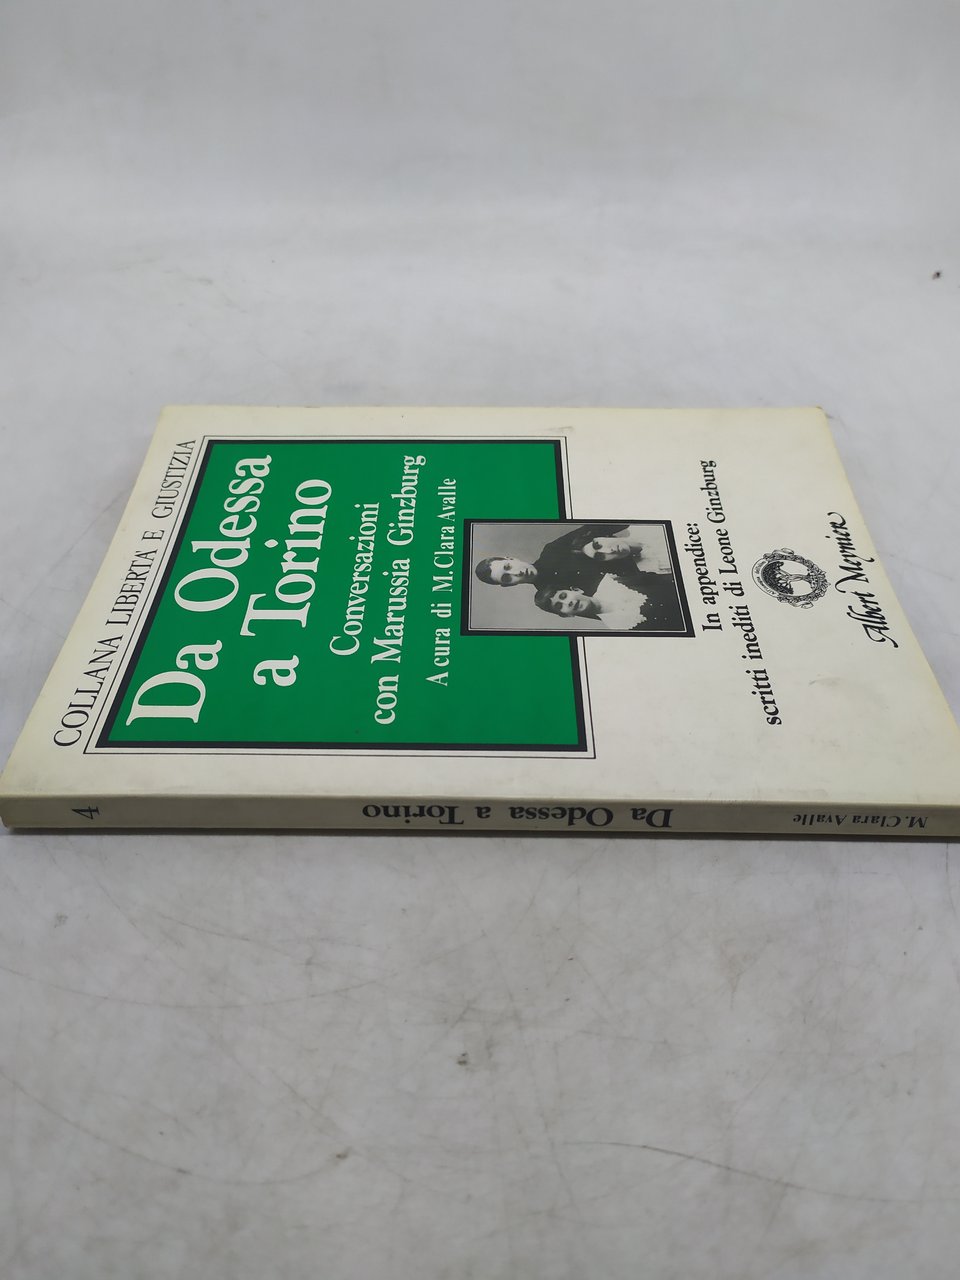 COLLANA LIBERTA' E GIUSTIZIA
Da Odessa
a Torino
Conversazioni
con Marussia Ginzburg
A cura di M. Clara Avalle
In appendice:
scritti inediti di Leone Ginzburg
Albert Meynier
M. Clara Avalle
Da Odessa a Torino
4